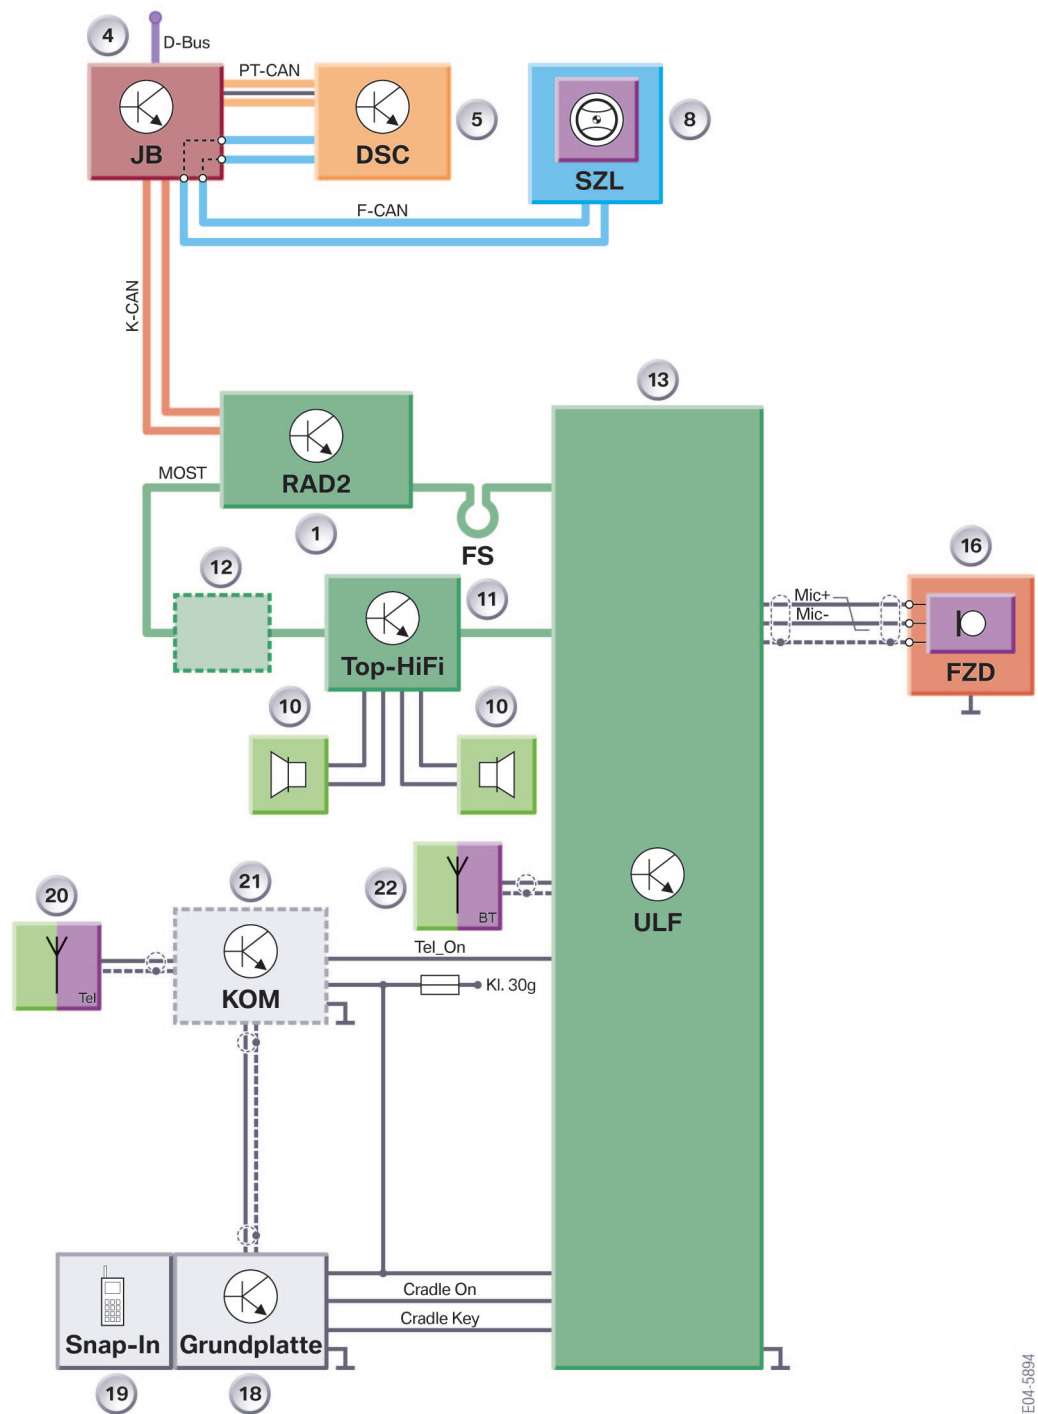 4
D-Bus
PT-CAN
JB
DSC
5
SZL
8
F-CAN
K-CAN
13
RAD2
MOST
1
FS
12
11
Top-HiFi
16
Mic+
Mic-
FZD
10
10
ULF
20
Tel
21
22
BT
KOM
Tel_On
Kl. 30g
Cradle On
Cradle Key
Snap-In
Grundplatte
19
18
TE04-5894